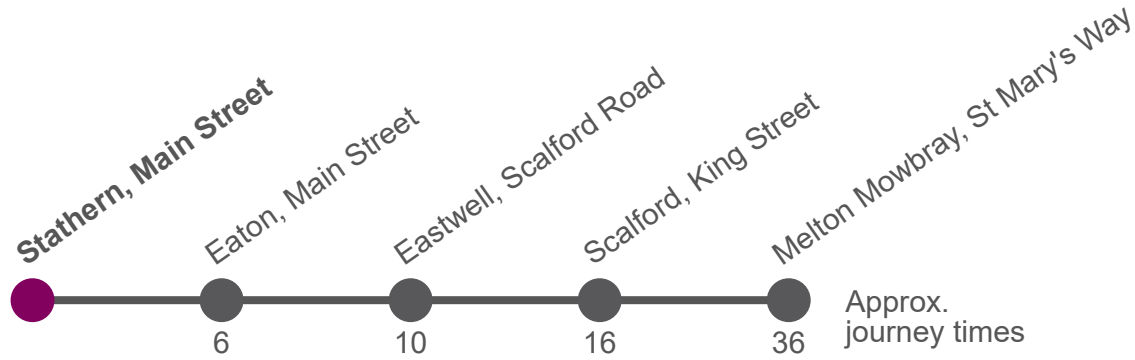 Stathern, Main Street
Eaton, Main Street
Eastwell, Scalford Road
Scalford, King Street
Melton Mowbray, St Mary's Way
6
10
16
36
Approx.
journey times